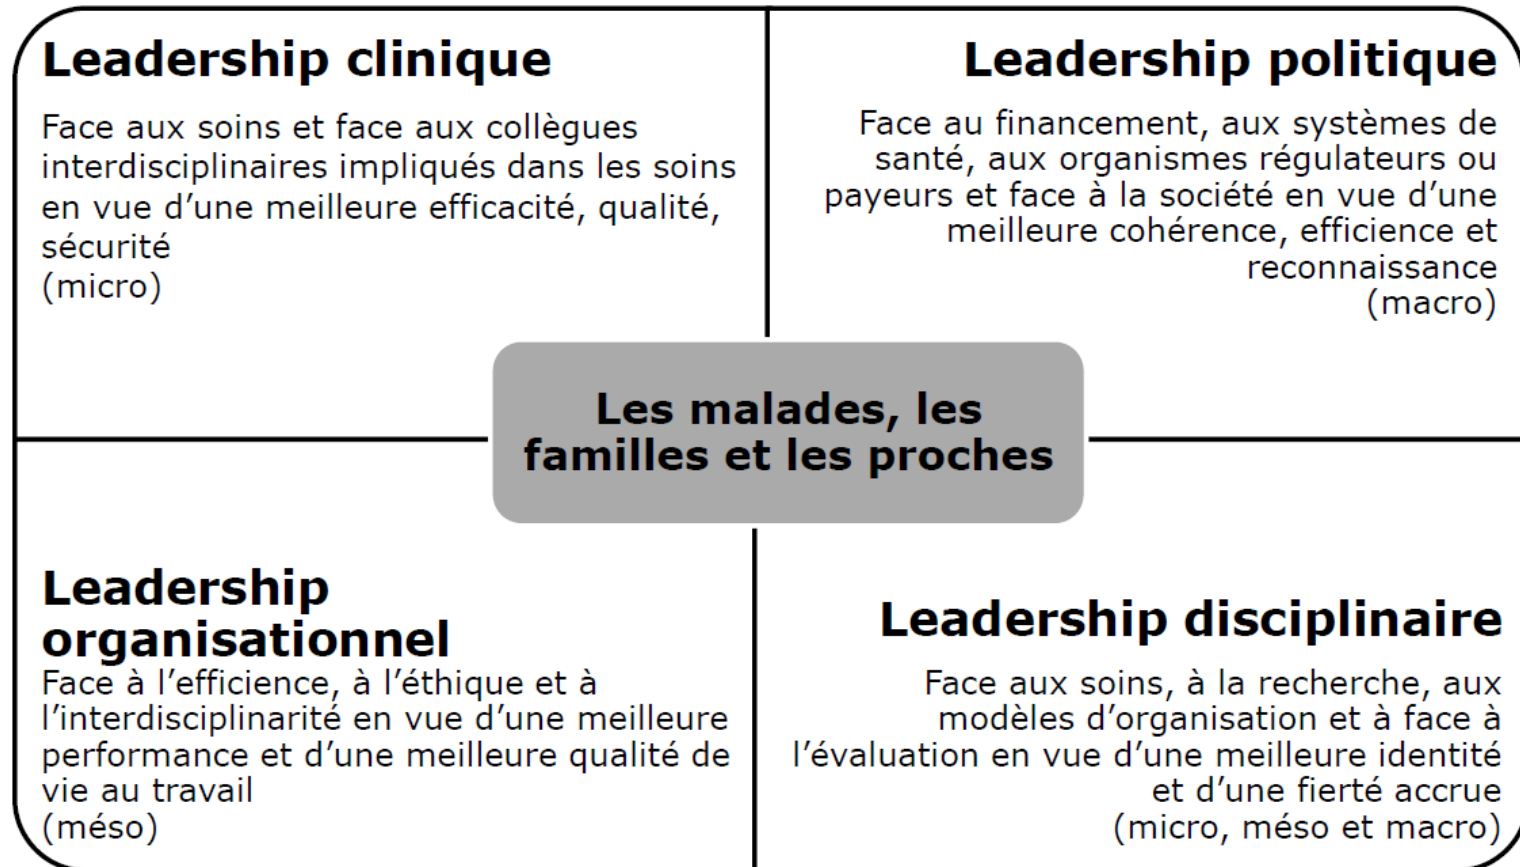 Leadership clinique
Face aux soins et face aux collègues
interdisciplinaires impliqués dans les soins
en vue d’une meilleure efficacité, qualité,
sécurité
(micro)
Leadership politique
Face au financement, aux systèmes de
santé, aux organismes régulateurs ou
payeurs et face à la société en vue d’une
meilleure cohérence, efficience et
reconnaissance
(macro)
Les malades, les
familles et les proches
Leadership
organisationnel
Face à l’efficience, à l’éthique et à
l’interdisciplinarité en vue d’une meilleure
performance et d’une meilleure qualité de
vie au travail
(méso)
Leadership disciplinaire
Face aux soins, à la recherche, aux
modèles d’organisation et à face à
l’évaluation en vue d’une meilleure identité
et d’une fierté accrue
(micro, méso et macro)